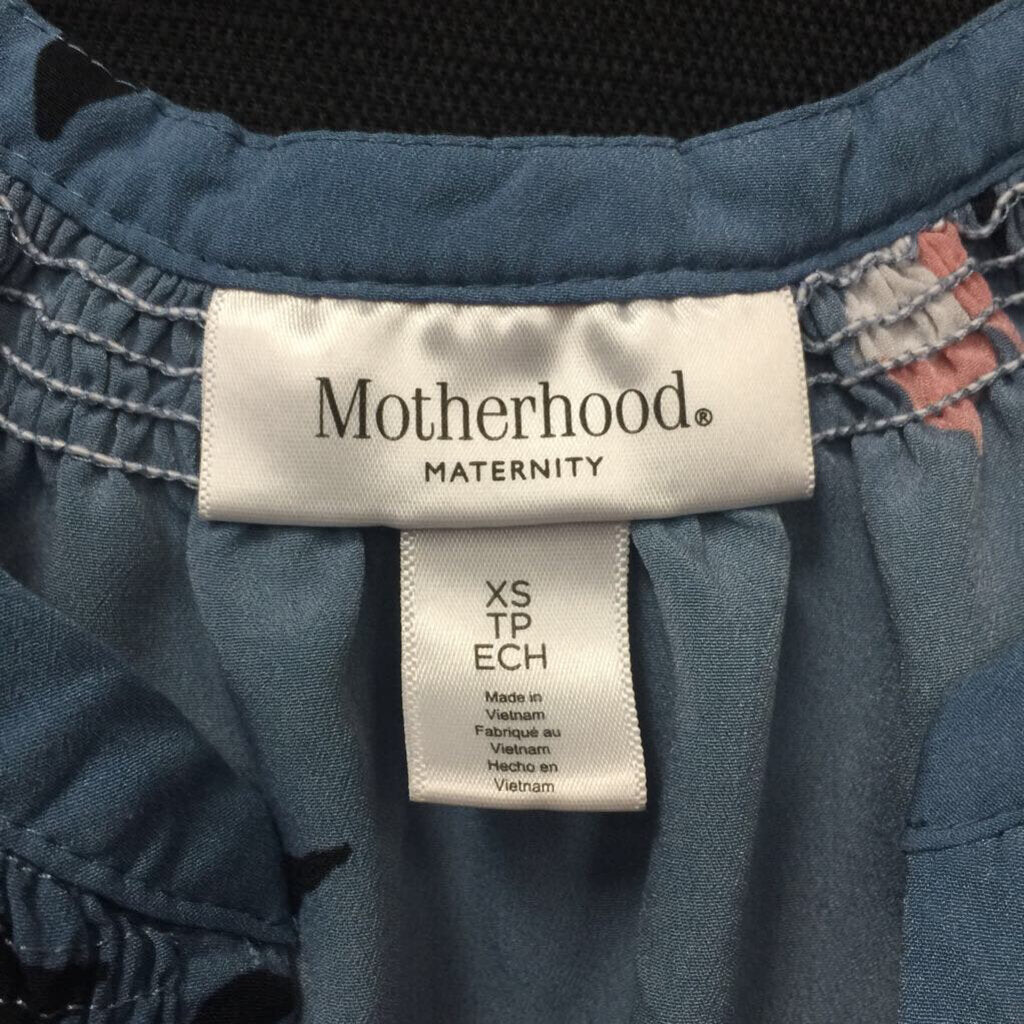 Motherhood®
MATERNITY
XS
TP
ECH
Made in
Vietnam
Fabriqué au
Vietnam
Hecho en
Vietnam